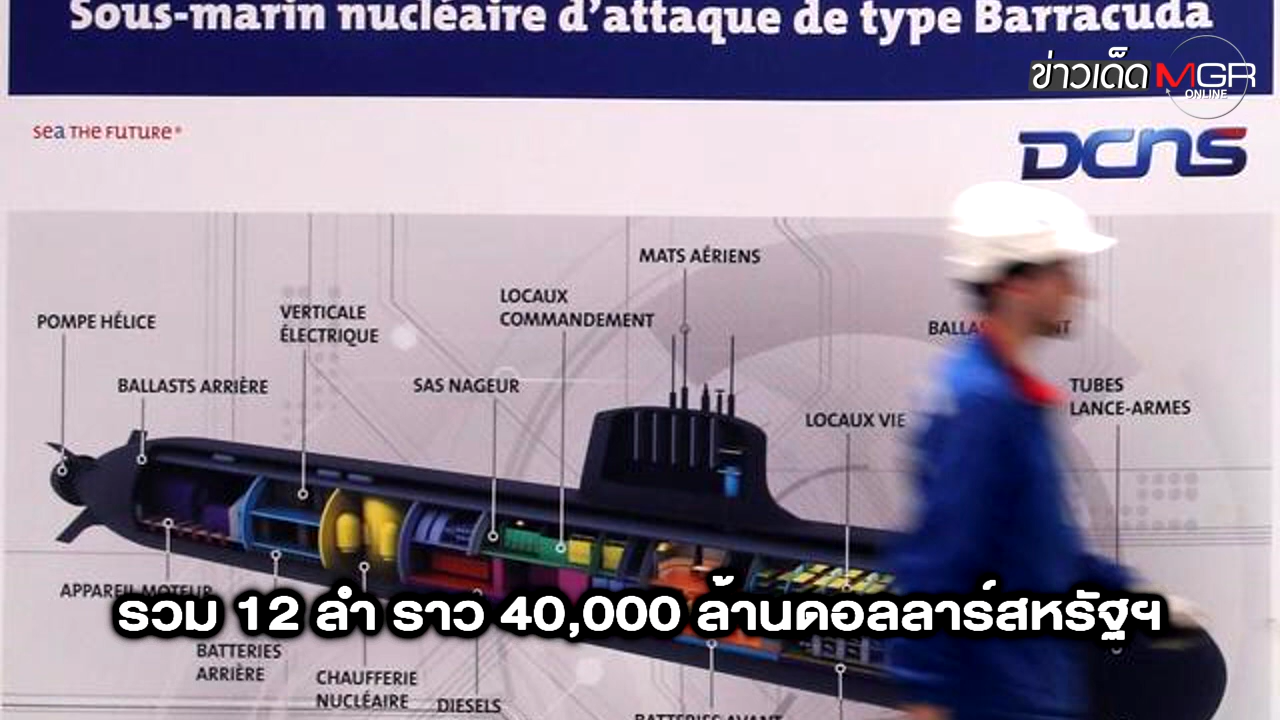 Sous-marin nucléaire d'attaque de type Barracuda
ข่าวเด็ด MGR
ONLINE
sea THE FUTURE®
DCNS
MATS AÉRIENS
LOCAUX
COMMANDEMENT
VERTICALE
ÉLECTRIQUE
POMPE HÉLICE
BALLASTS ARRIÈRE
SAS NAGEUR
TUBES
LANCE-ARMES
LOCAUX VIE
APPAREIL MOTEUR
รวม 12 ลำ ราว 40,000 ล้านดอลลาร์สหรัฐฯ
BATTERIES
ARRIÈRE
CHAUFFERIE
NUCLÉAIRE
DIESELS
BATTERIES AVANT